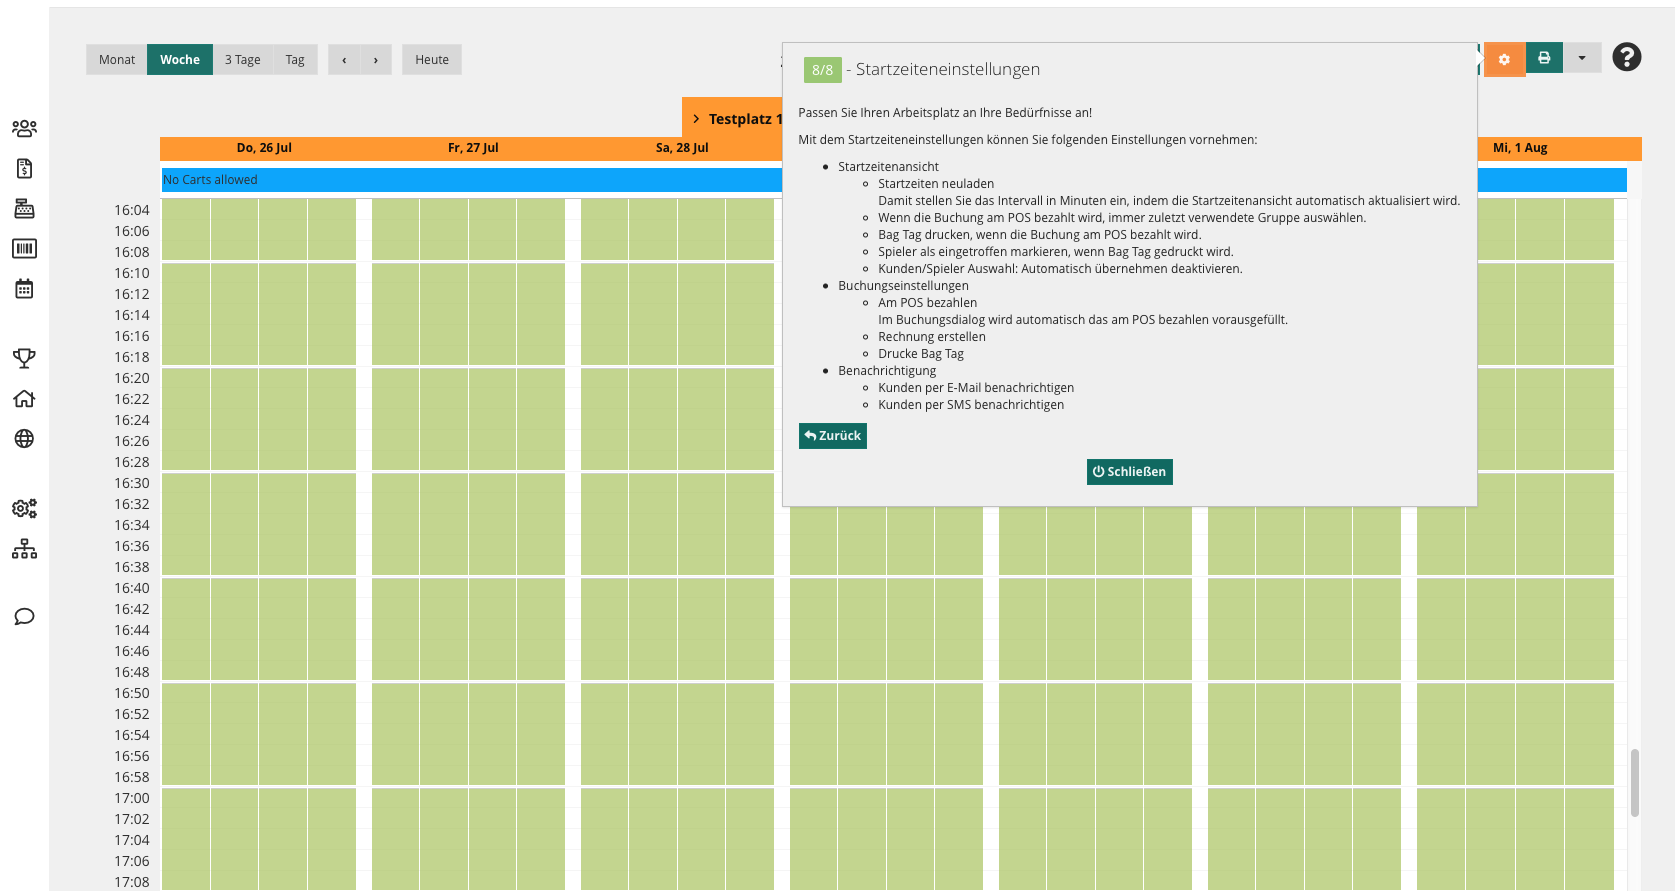 Monat Woche 3 Tage Tag ‹ › Heute
8/8 - Startzeiteneinstellungen
Passen Sie Ihren Arbeitsplatz an Ihre Bedürfnisse an!
Mit dem Startzeiteneinstellungen können Sie folgenden Einstellungen vornehmen:
Startzeitenansicht
Startzeiten neuladen
Damit stellen Sie das Intervall in Minuten ein, indem die Startzeitenansicht automatisch aktualisiert wird.
Wenn die Buchung am POS bezahlt wird, immer zuletzt verwendete Gruppe auswählen.
Bag Tag drucken, wenn die Buchung am POS bezahlt wird.
Spieler als eingetroffen markieren, wenn Bag Tag gedruckt wird.
Kunden/Spieler Auswahl: Automatisch übernehmen deaktivieren.
Buchungseinstellungen
Am POS bezahlen
Im Buchungsdialog wird automatisch das am POS bezahlen vorausgefüllt.
Rechnung erstellen
Drucke Bag Tag
Benachrichtigung
Kunden per E-Mail benachrichtigen
Kunden per SMS benachrichtigen
Zurück
Schließen
Testplatz 1
Do, 26 Jul Fr, 27 Jul Sa, 28 Jul Mi, 1 Aug
No Carts allowed
16:04
16:06
16:08
16:10
16:12
16:14
16:16
16:18
16:20
16:22
16:24
16:26
16:28
16:30
16:32
16:34
16:36
16:38
16:40
16:42
16:44
16:46
16:48
16:50
16:52
16:54
16:56
16:58
17:00
17:02
17:04
17:06
17:08